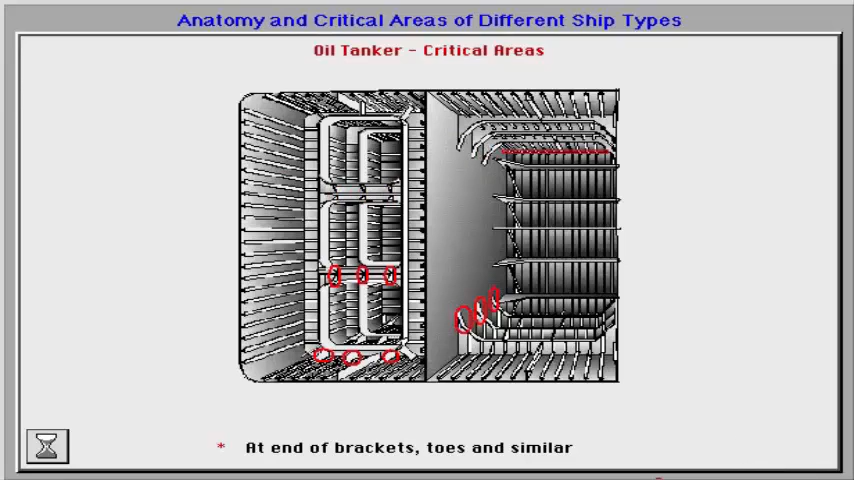 Anatomy and Critical Areas of Different Ship Types
Oil Tanker - Critical Areas
* At end of brackets, toes and similar